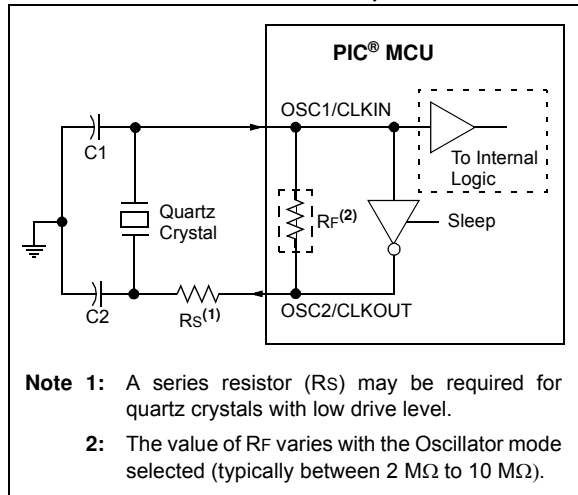 PIC® MCU
OSC1/CLKIN
C1
To Internal
Logic
Quartz
Crystal
RF(2)
Sleep
C2
RS(1)
OSC2/CLKOUT
Note 1: A series resistor (RS) may be required for
quartz crystals with low drive level.
2: The value of RF varies with the Oscillator mode
selected (typically between 2 MΩ to 10 MΩ).